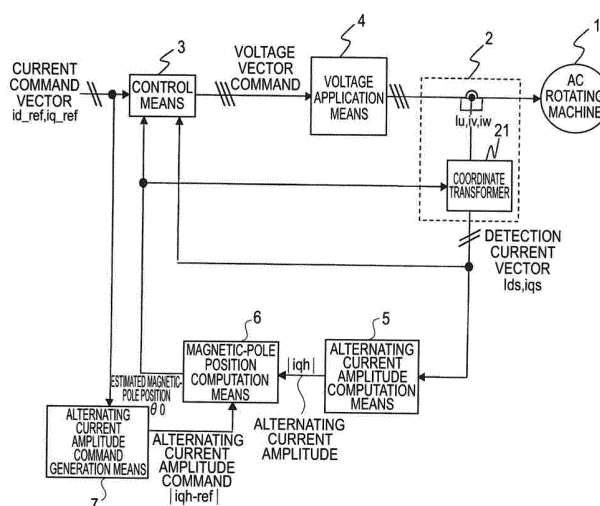 1
2
3
4
CURRENT
COMMAND
VECTOR
id_ref,iq_ref
CONTROL
MEANS
VOLTAGE
VECTOR
COMMAND
VOLTAGE
APPLICATION
MEANS
Iu,iv,iw
AC
ROTATING
MACHINE
21
COORDINATE
TRANSFORMER
DETECTION
CURRENT
VECTOR
Ids,iqs
6
5
MAGNETIC-POLE
POSITION
COMPUTATION
MEANS
|iqh|
ALTERNATING
CURRENT
AMPLITUDE
COMPUTATION
MEANS
ESTIMATED MAGNETIC-
POLE POSITION
θ 0
ALTERNATING
CURRENT
AMPLITUDE
ALTERNATING
CURRENT
AMPLITUDE
COMMAND
GENERATION MEANS
ALTERNATING
CURRENT
AMPLITUDE
COMMAND
|iqh-ref|
7